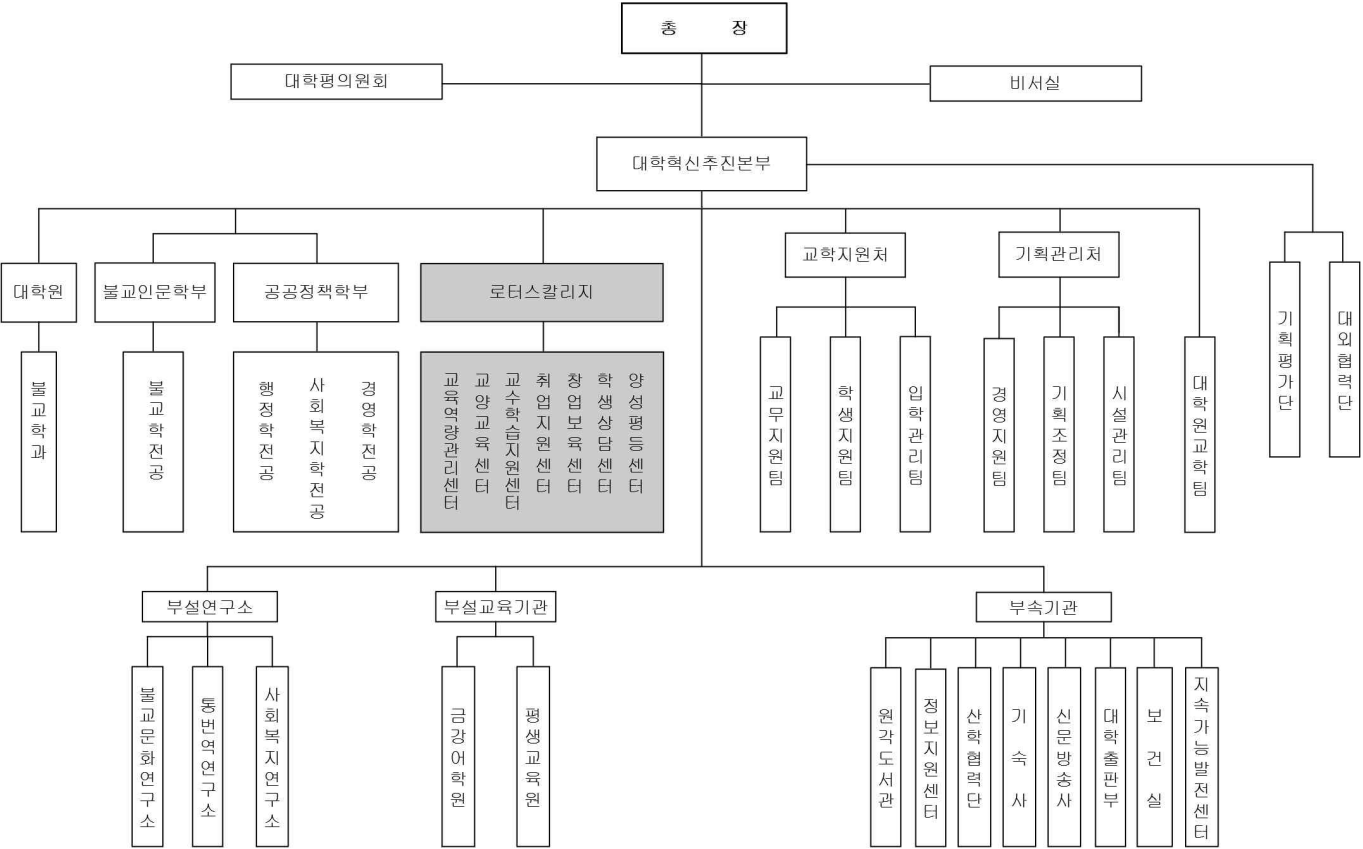 총 장
대학평의원회
비서실
대학혁신추진본부
대학원
불교인문학부
공공정책학부
로터스칼리지
교학지원처
기획관리처
기획평가단
대외협력단
불교학과
불교학전공
행정학전공
사회복지학전공
경영학전공
교육역량관리센터
교양교육센터
교수학습지원센터
취업지원센터
창업보육센터
학생상담센터
양성평등센터
교무지원팀
학생지원팀
입학관리팀
경영지원팀
기획조정팀
시설관리팀
대학원교학팀
부설연구소
부설교육기관
부속기관
불교문화연구소
통번역연구소
사회복지연구소
금강어학원
평생교육원
원각도서관
정보지원센터
산학협력단
기숙사
신문방송사
대학출판부
보건실
지속가능발전센터